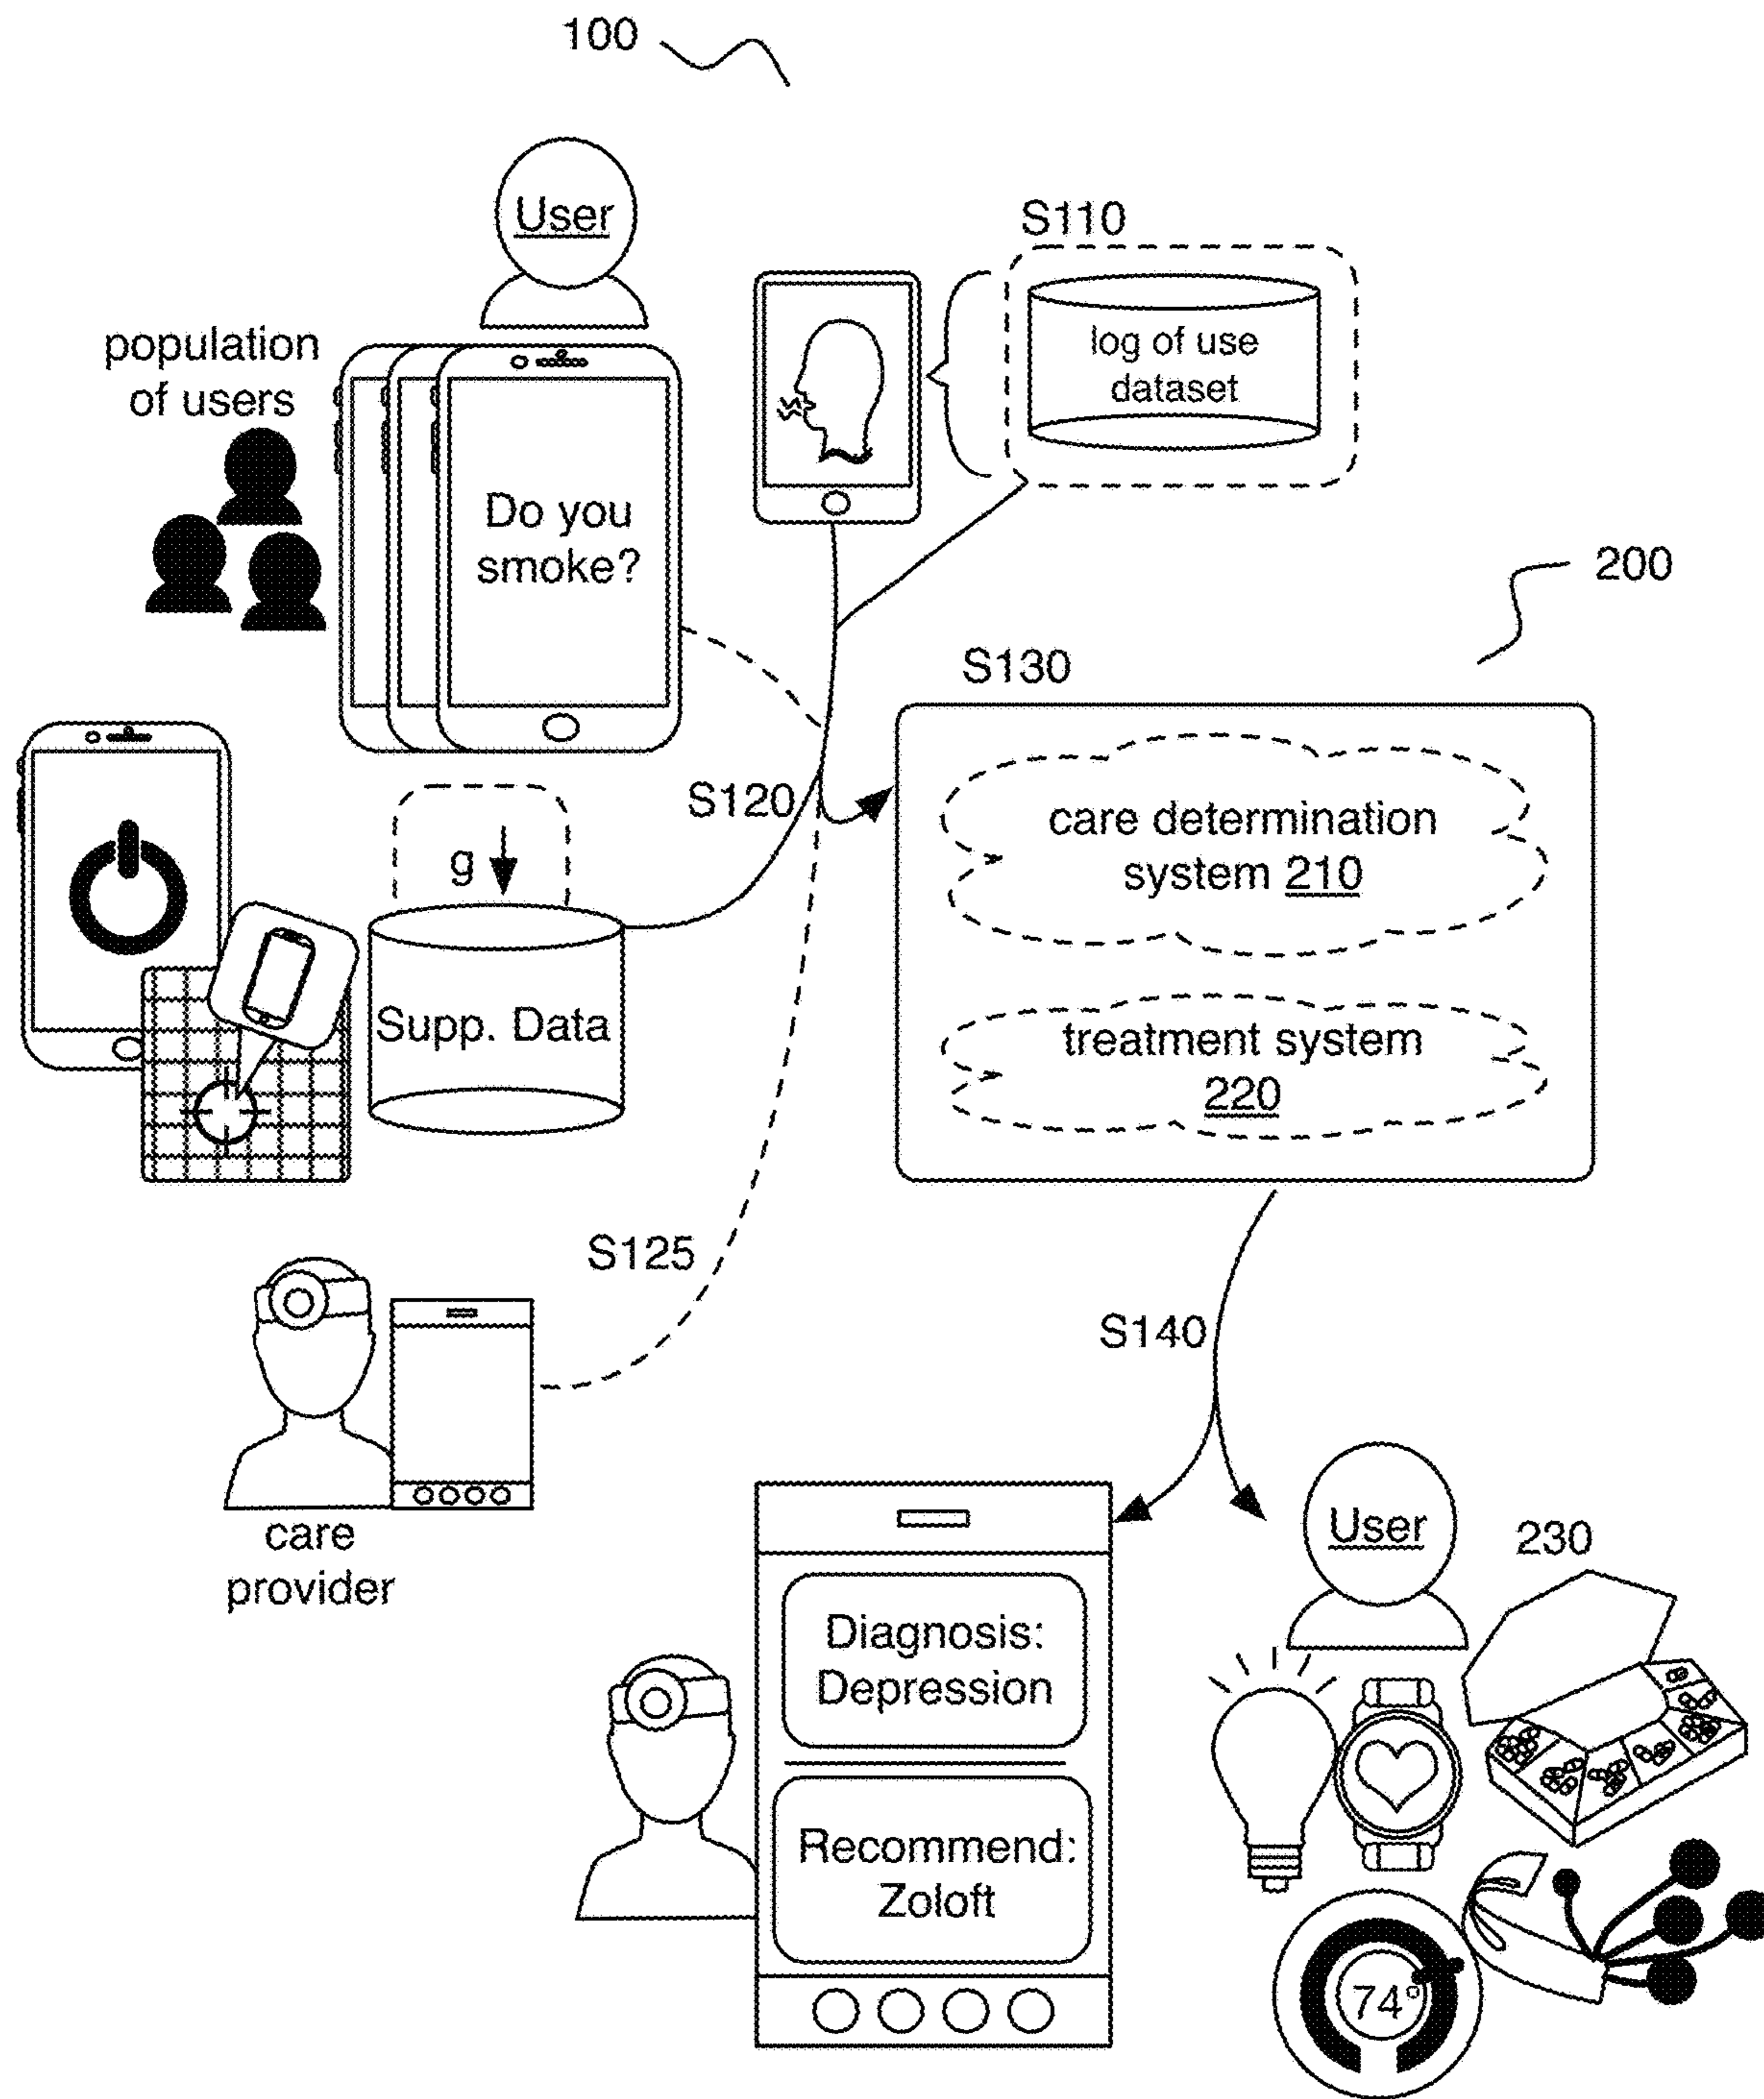 100
User
S110
population
of users
log of use
dataset
Do you
smoke?
200
S130
S120
care determination
system 210
g
Supp. Data
treatment system
220
S125
S140
care
provider
User
230
Diagnosis:
Depression
Recommend:
Zoloft
74°